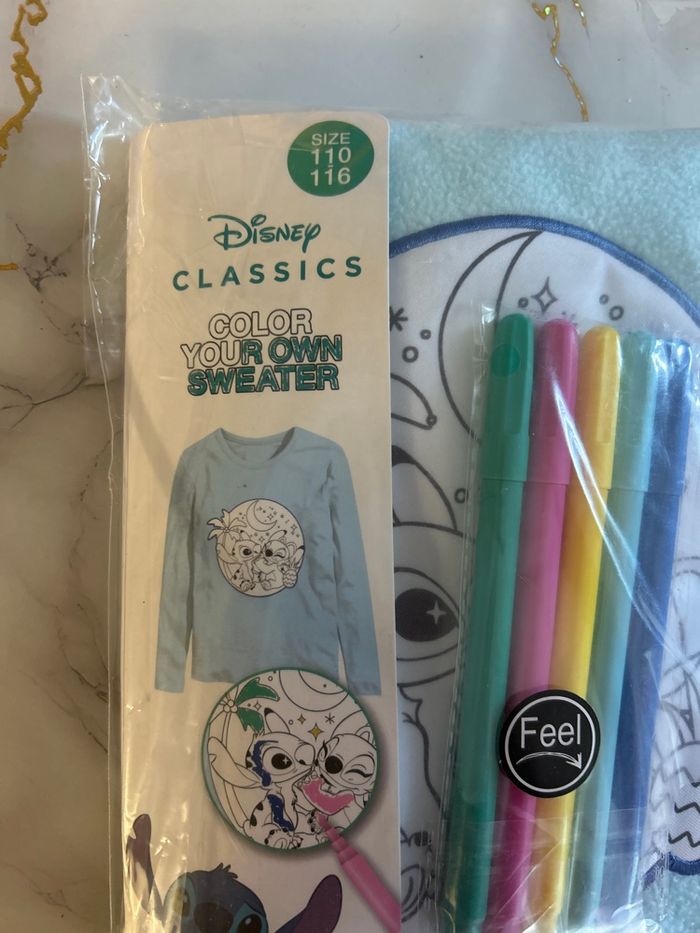 SIZE
110
-
116
Disney
CLASSICS
COLOR
YOUR OWN
SWEATER
Feel